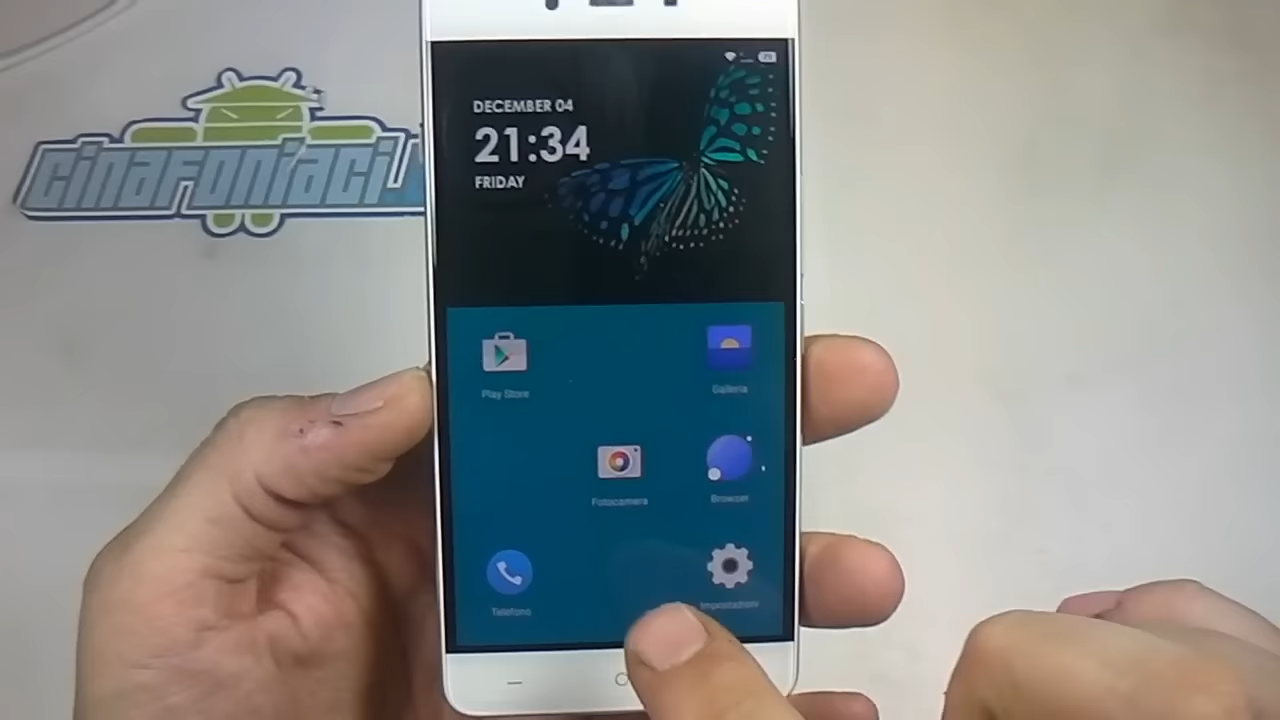 cinafoniaci
DECEMBER 04
21:34
FRIDAY
Play Store
Galleria
Fotocamera
Browser
Telefono
Impostazioni